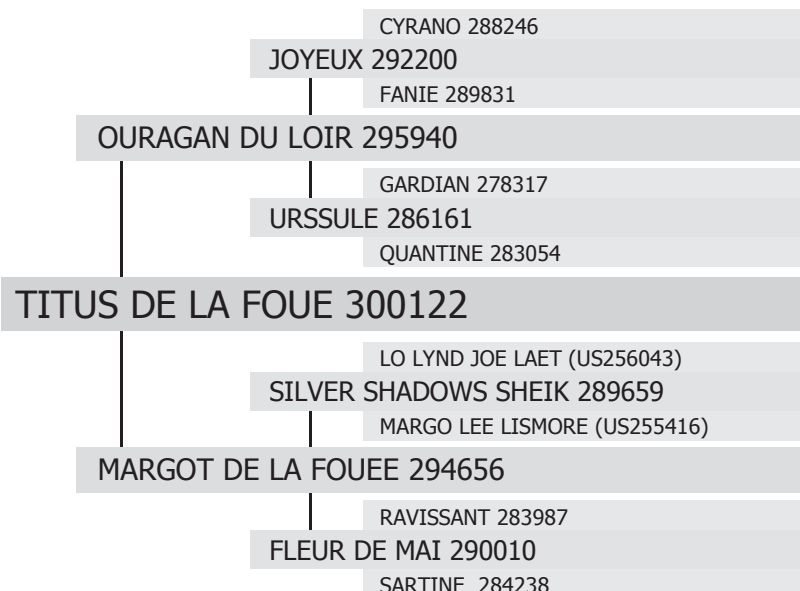 CYRANO 288246
JOYEUX 292200
FANIE 289831
OURAGAN DU LOIR 295940
GARDIAN 278317
URSSULE 286161
QUANTINE 283054
TITUS DE LA FOUE 300122
LO LYND JOE LAET (US256043)
SILVER SHADOWS SHEIK 289659
MARGO LEE LISMORE (US255416)
MARGOT DE LA FOUEE 294656
RAVISSANT 283987
FLEUR DE MAI 290010
SARTINE 284238